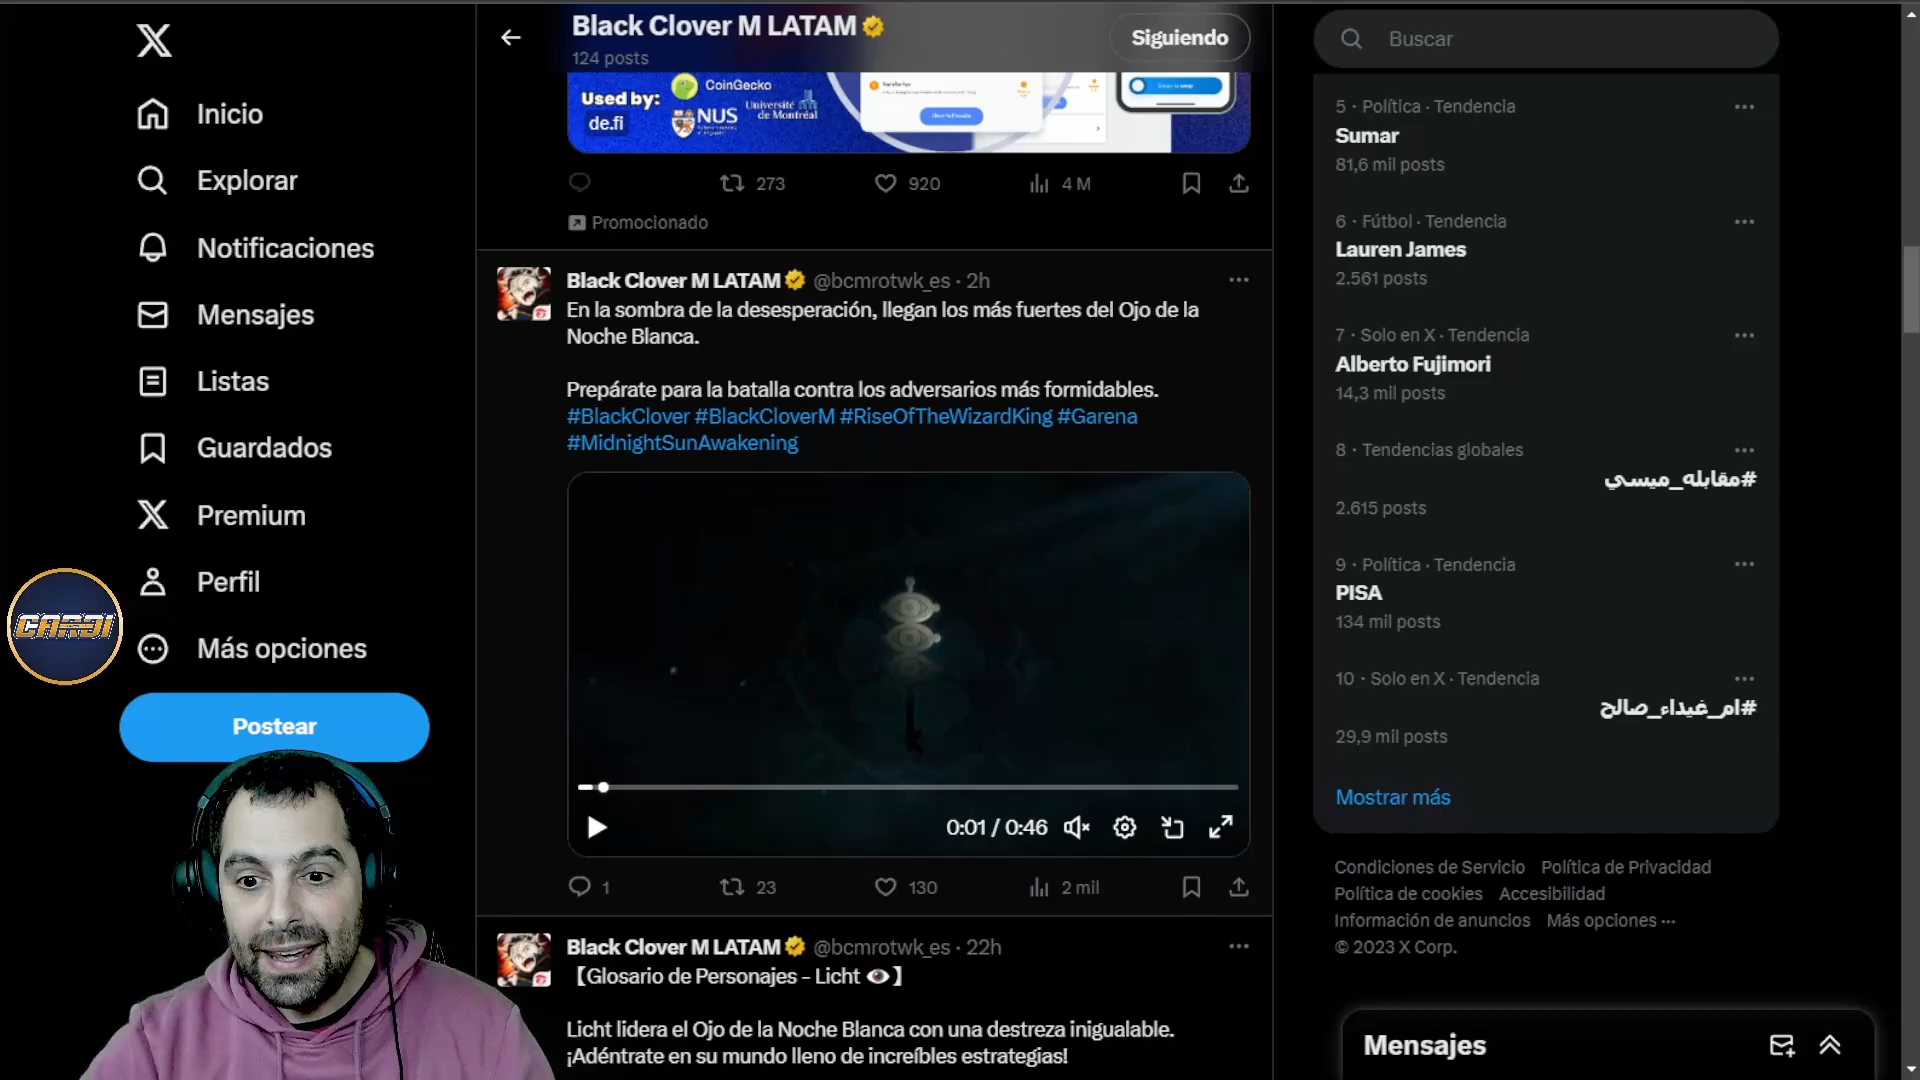 Inicio
Explorar
Notificaciones
Mensajes
Listas
Guardados
Premium
Perfil
Más opciones
Postear
CARDI
Black Clover M LATAM
124 posts
Siguiendo
Used by:
de.fi
CoinGecko
NUS
Université
de Montréal
273
920
4 M
Promocionado
Black Clover M LATAM @bcmrotwk_es · 2h
En la sombra de la desesperación, llegan los más fuertes del Ojo de la
Noche Blanca.
Prepárate para la batalla contra los adversarios más formidables.
#BlackClover #BlackCloverM #RiseOfTheWizardKing #Garena
#MidnightSunAwakening
0:01 / 0:46
1
23
130
2 mil
Black Clover M LATAM @bcmrotwk_es · 22h
【Glosario de Personajes – Licht 👁】
Licht lidera el Ojo de la Noche Blanca con una destreza inigualable.
¡Adéntrate en su mundo lleno de increíbles estrategias!
Buscar
5 · Política · Tendencia
Sumar
81,6 mil posts
6 · Fútbol · Tendencia
Lauren James
2.561 posts
7 · Solo en X · Tendencia
Alberto Fujimori
14,3 mil posts
8 · Tendencias globales
#مقابله_ميسي
2.615 posts
9 · Política · Tendencia
PISA
134 mil posts
10 · Solo en X · Tendencia
#ام_غيداء_صالح
29,9 mil posts
Mostrar más
Condiciones de Servicio Política de Privacidad
Política de cookies Accesibilidad
Información de anuncios Más opciones ···
© 2023 X Corp.
Mensajes